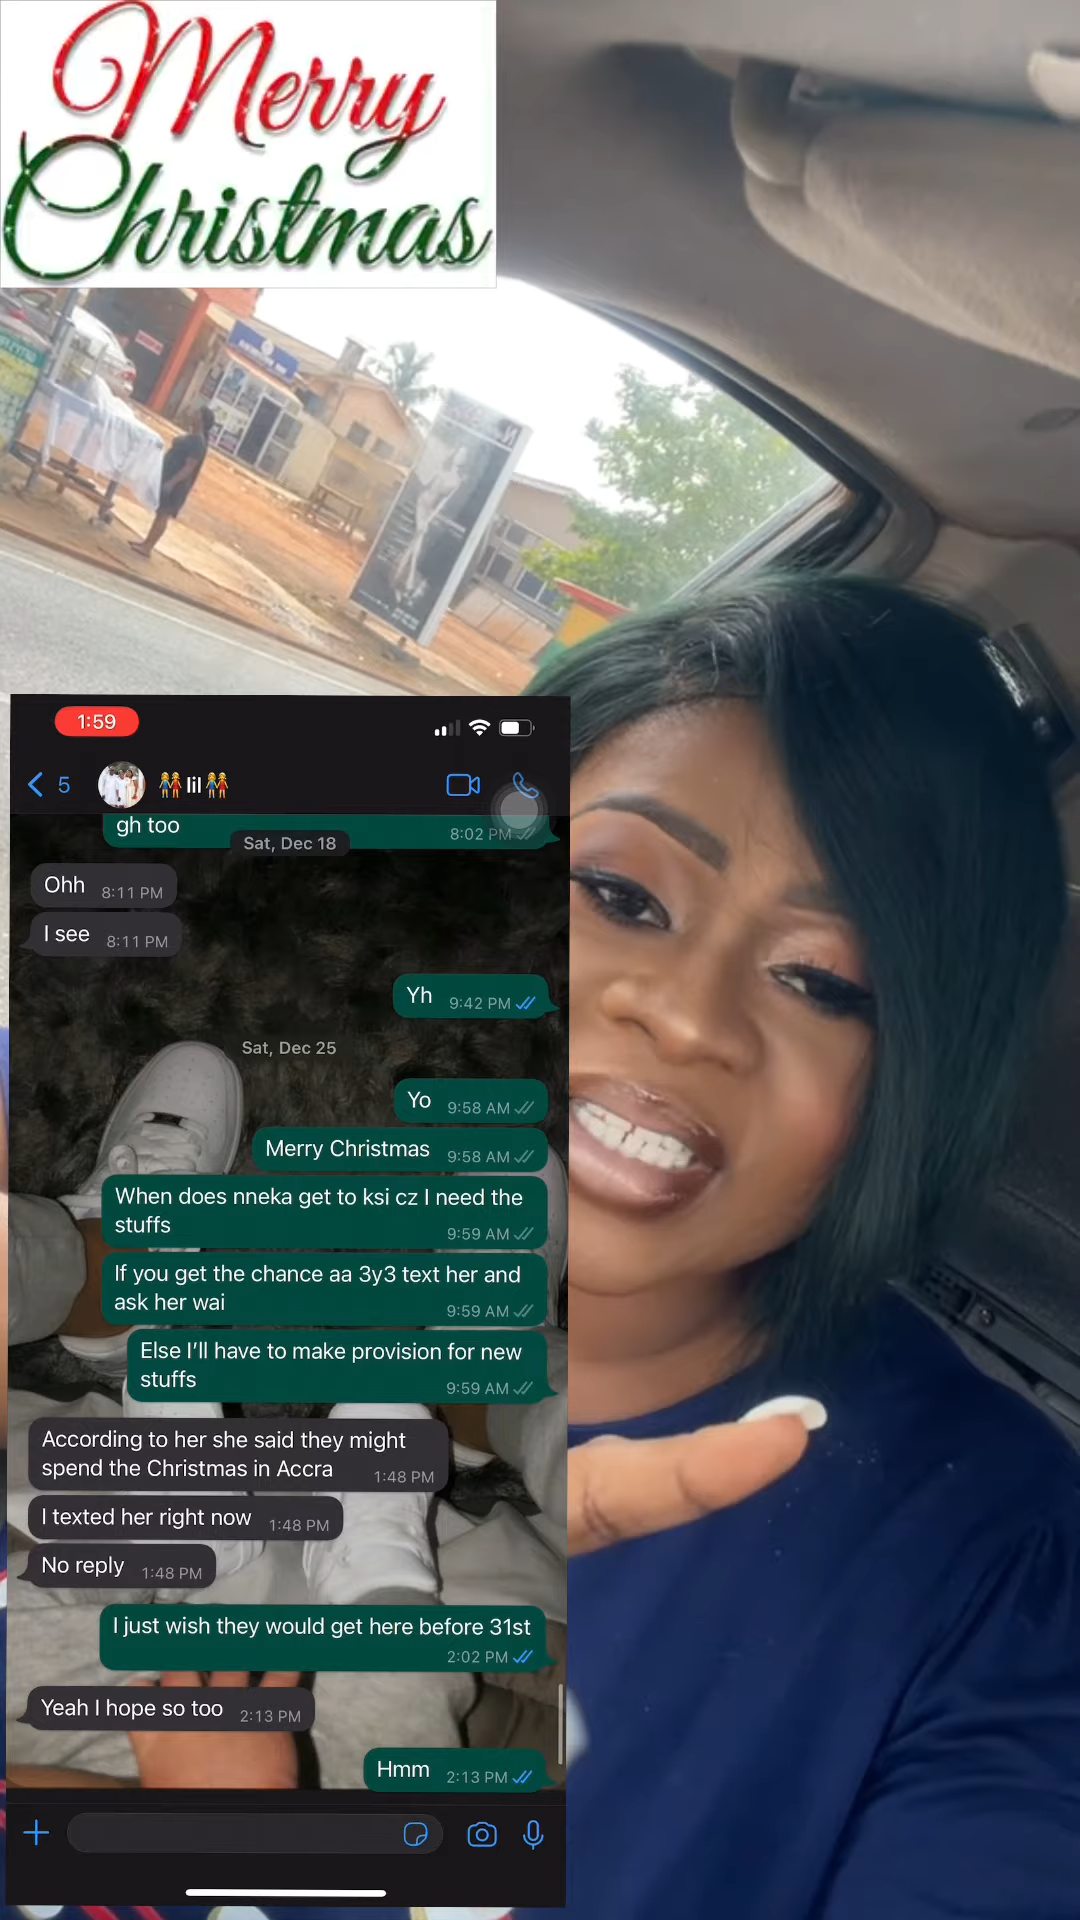 Merry
Christmas
1:59
5
👭lil👭
gh too
8:02 PM
Sat, Dec 18
Ohh 8:11 PM
I see 8:11 PM
Yh 9:42 PM
Sat, Dec 25
Yo 9:58 AM
Merry Christmas 9:58 AM
When does nneka get to ksi cz I need the
stuffs
9:59 AM
If you get the chance aa 3y3 text her and
ask her wai
9:59 AM
Else I'll have to make provision for new
stuffs
9:59 AM
According to her she said they might
spend the Christmas in Accra 1:48 PM
I texted her right now 1:48 PM
No reply 1:48 PM
I just wish they would get here before 31st
2:02 PM
Yeah I hope so too 2:13 PM
Hmm 2:13 PM